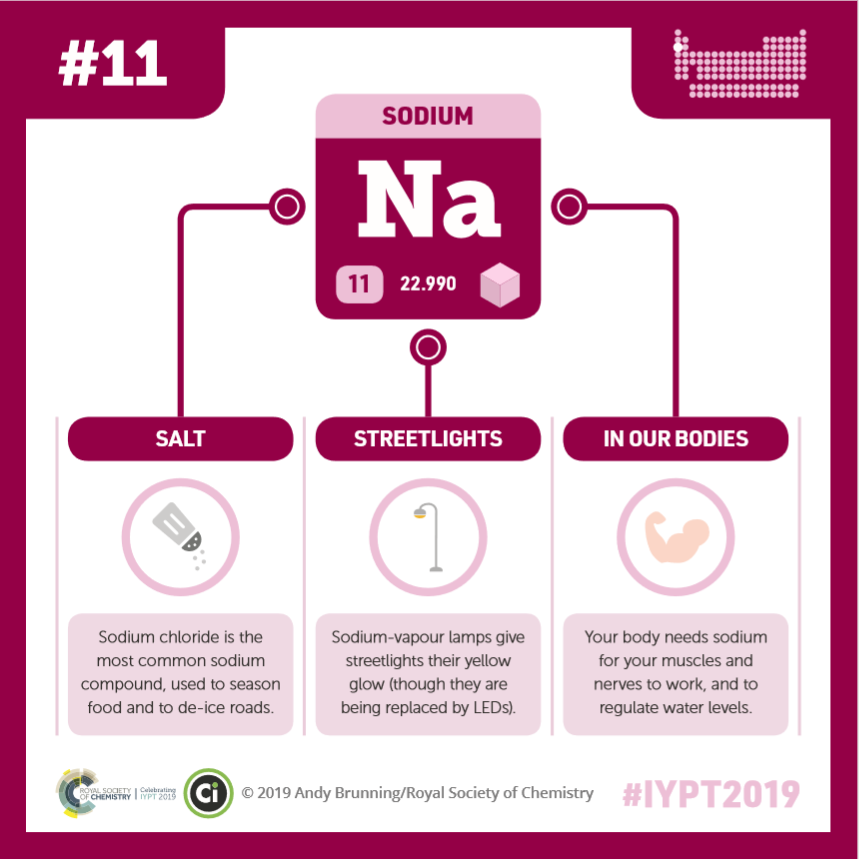 #11
SODIUM
Na
11 22.990
SALT
Sodium chloride is the
most common sodium
compound, used to season
food and to de-ice roads.
STREETLIGHTS
Sodium-vapour lamps give
streetlights their yellow
glow (though they are
being replaced by LEDs).
IN OUR BODIES
Your body needs sodium
for your muscles and
nerves to work, and to
regulate water levels.
ROYAL SOCIETY
OF CHEMISTRY
Celebrating
IYPT 2019
Ci
© 2019 Andy Brunning/Royal Society of Chemistry
#IYPT2019